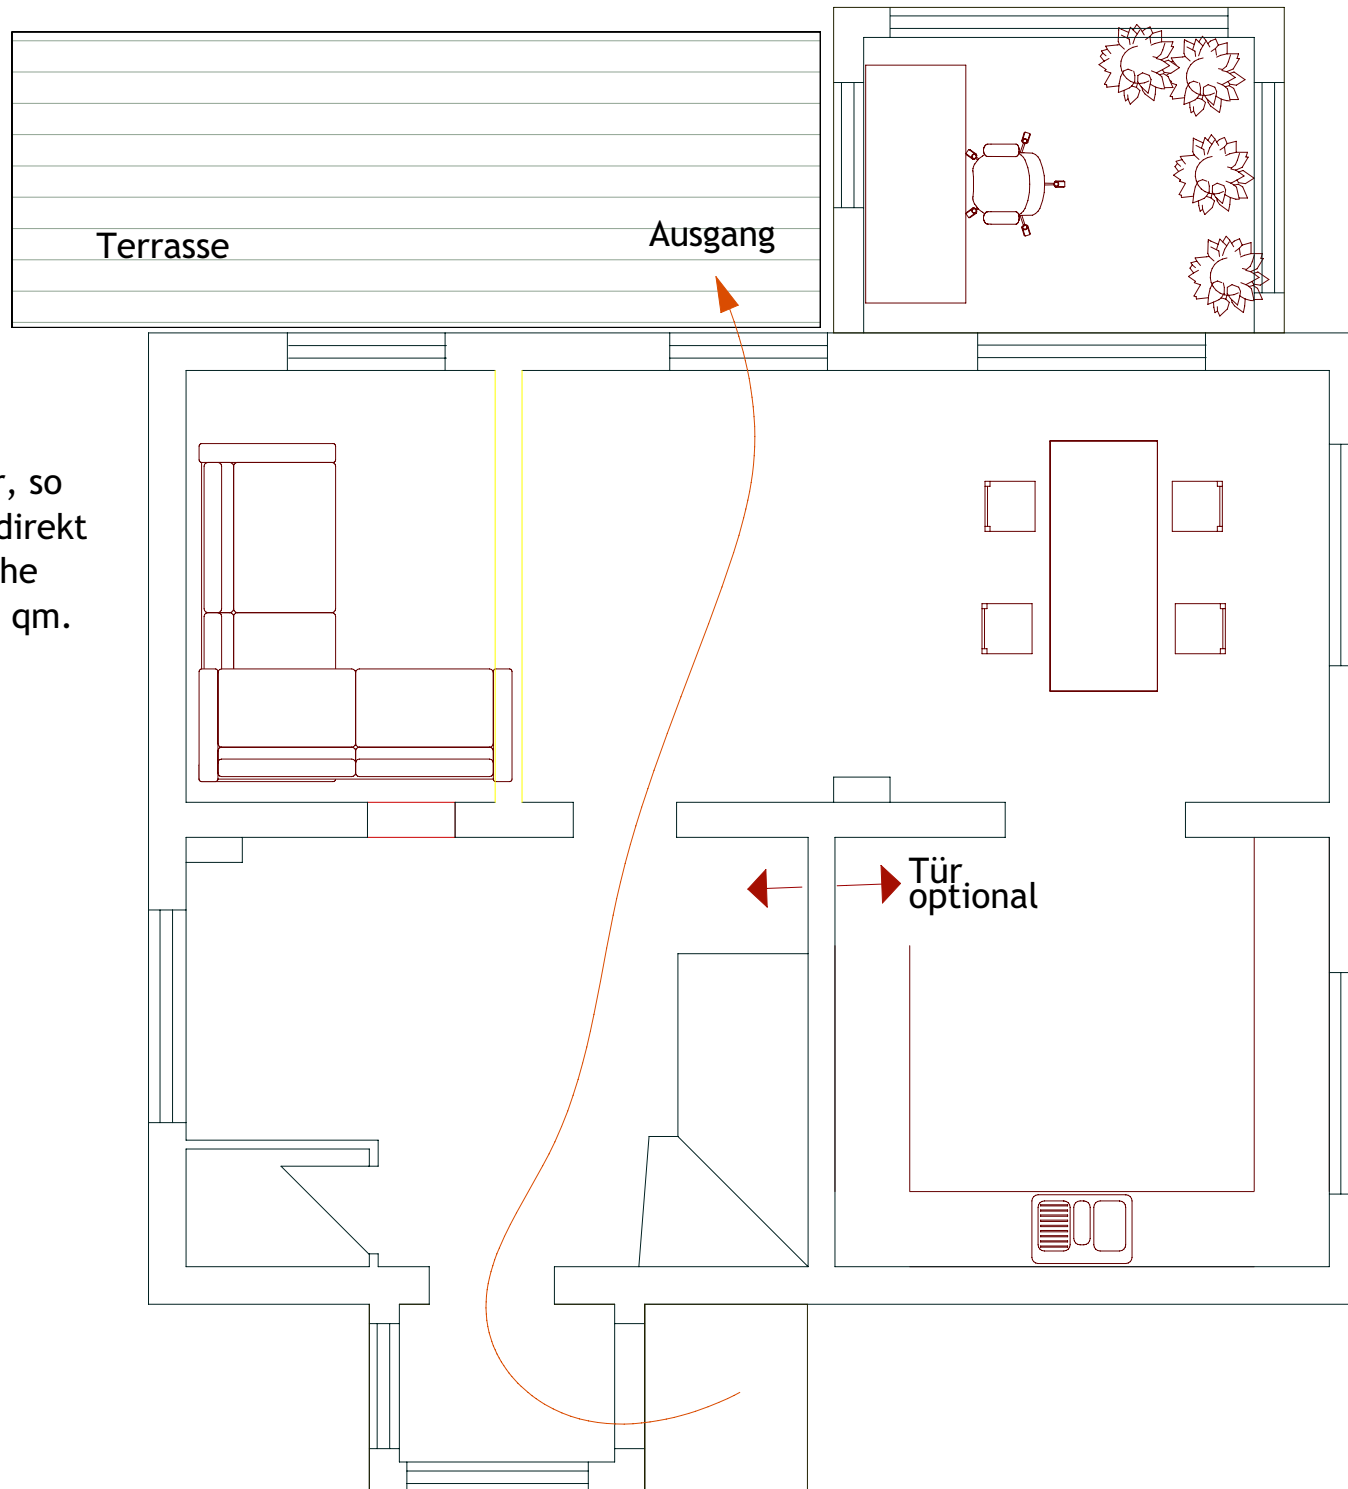 Terrasse
Ausgang
r, so
direkt
he
qm.
Tür
optional